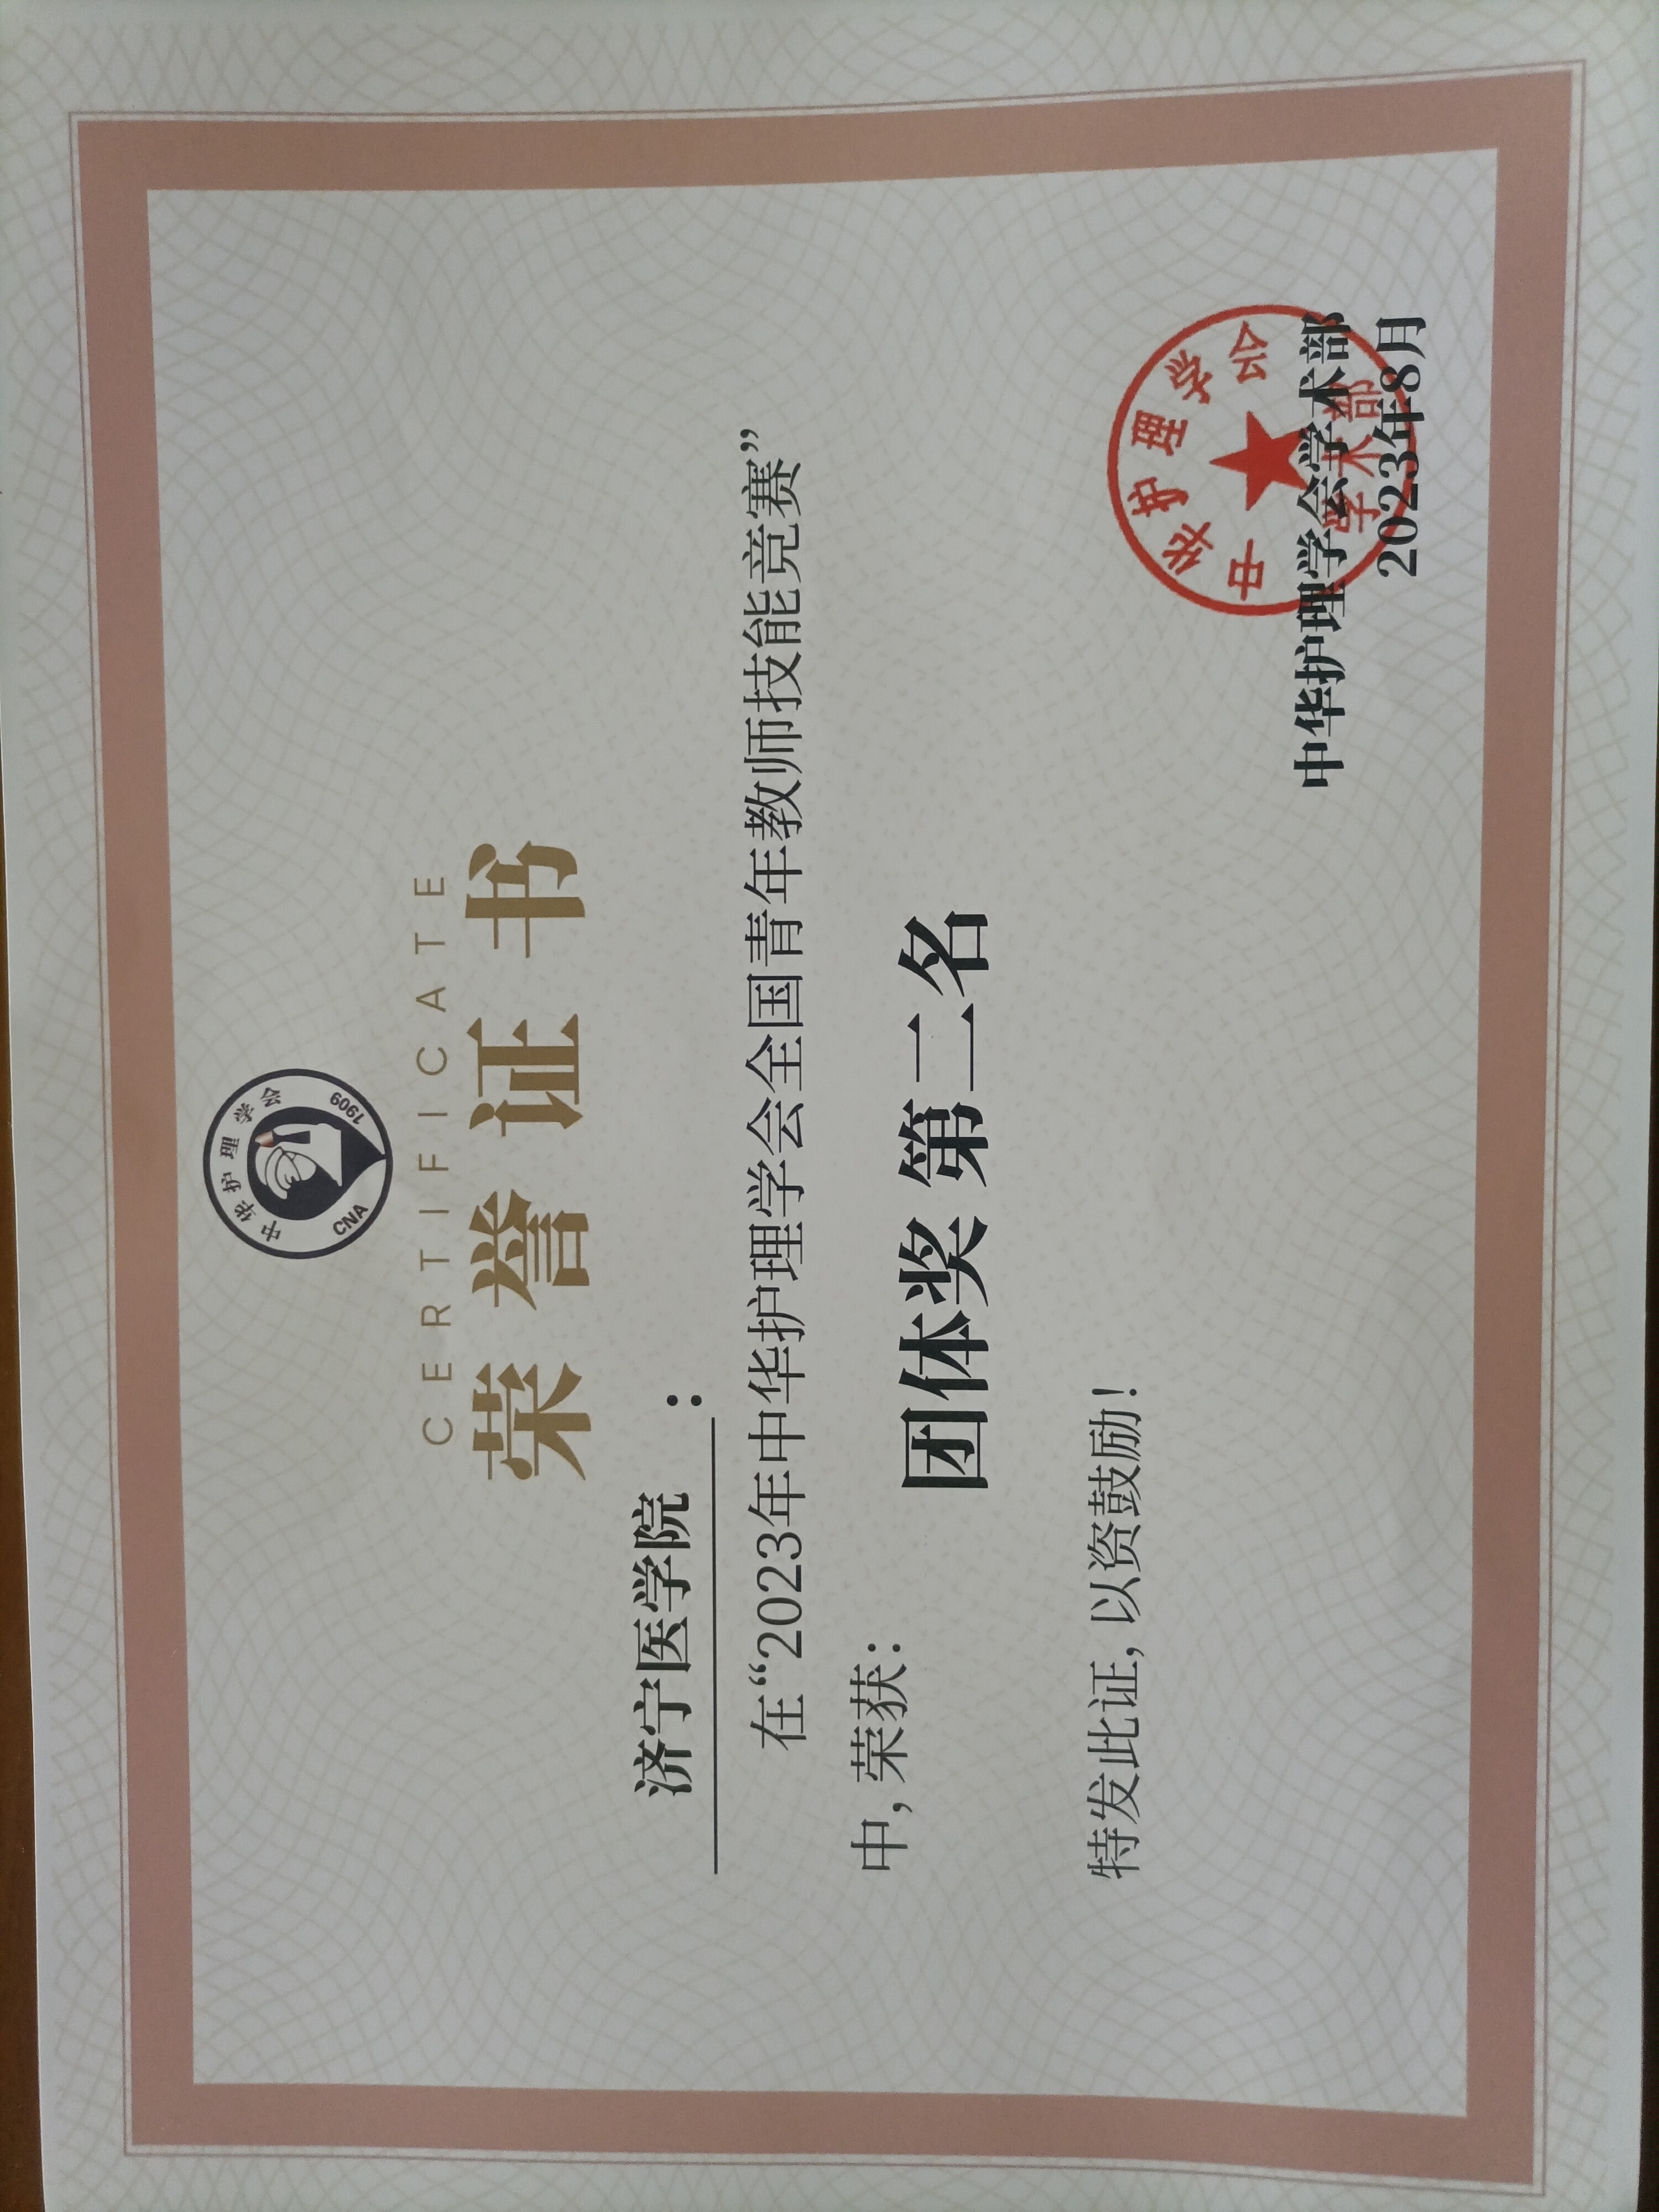 中华护理学会
CNA 1909
CERTIFICATE
荣誉证书
济宁医学院：
在“2023年中华护理学会全国青年教师技能竞赛”
中，荣获：
团体奖 第二名
特发此证，以资鼓励！
中华护理学会
学术部
中华护理学会学术部
2023年8月